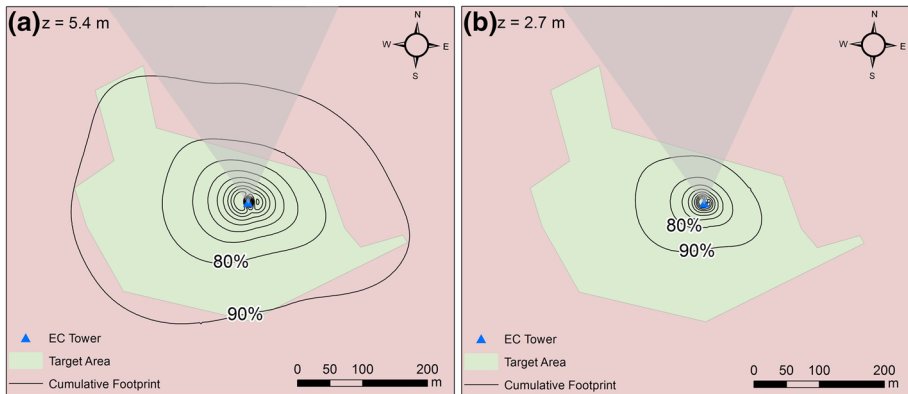 (a) z = 5.4 m
N
W E
S
80%
90%
EC Tower
Target Area
Cumulative Footprint
0 50 100 200
m
(b) z = 2.7 m
N
W E
S
80%
90%
EC Tower
Target Area
Cumulative Footprint
0 50 100 200
m